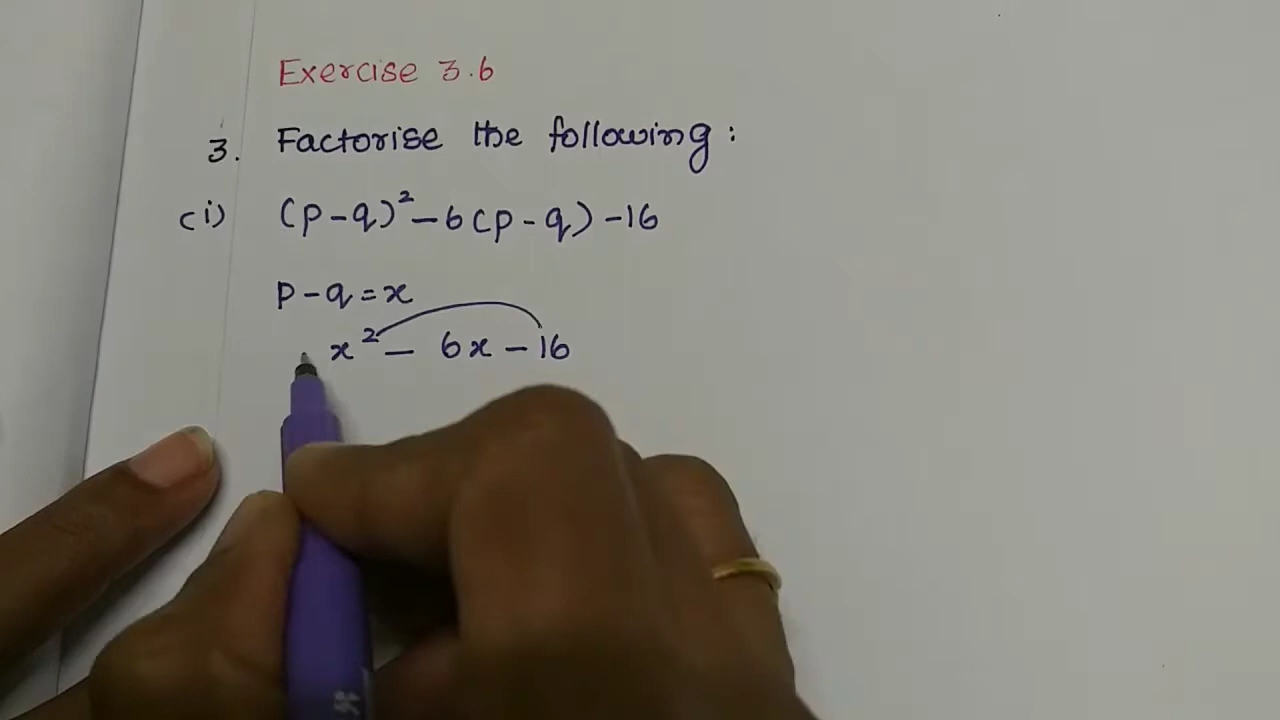 Exercise 3.6
3. Factorise the following:
(i) (p-q)² - 6(p-q) - 16
p-q = x
x² - 6x - 16